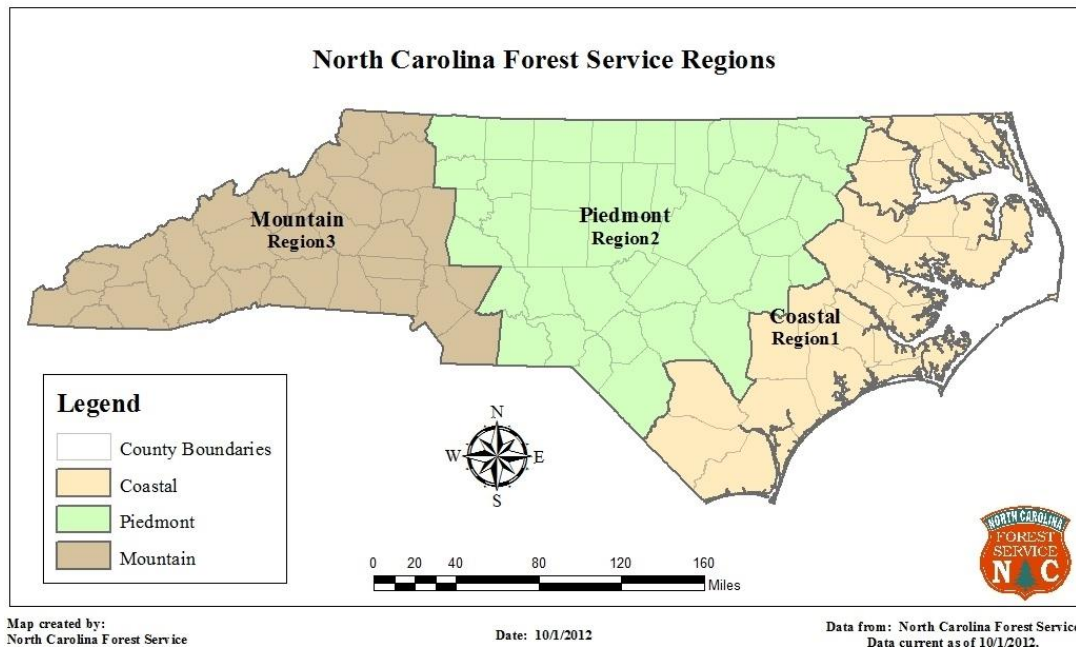 North Carolina Forest Service Regions
Mountain
Region3
Piedmont
Region2
Coastal
Region1
Legend
County Boundaries
Coastal
Piedmont
Mountain
N
W
E
S
0 20 40 80 120 160
Miles
NORTH CAROLINA
FOREST
SERVICE
N C
Map created by:
North Carolina Forest Service
Date: 10/1/2012
Data from: North Carolina Forest Service
Data current as of 10/1/2012.